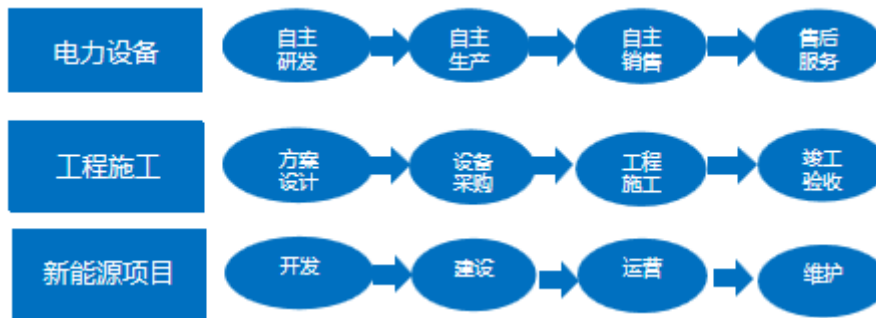 电力设备
自主
研发
自主
生产
自主
销售
售后
服务
工程施工
方案
设计
设备
采购
工程
施工
竣工
验收
新能源项目
开发
建设
运营
维护